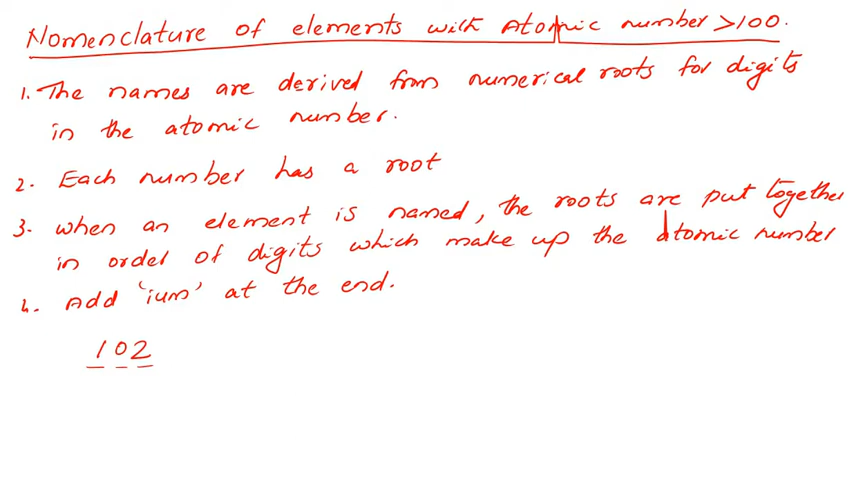 Nomenclature of elements with Atomic number >100.
1. The names are derived from numerical roots for digits
in the atomic number.
2. Each number has a root
3. When an element is named, the roots are put together
in order of digits which make up the atomic number
4. Add 'ium' at the end.
102